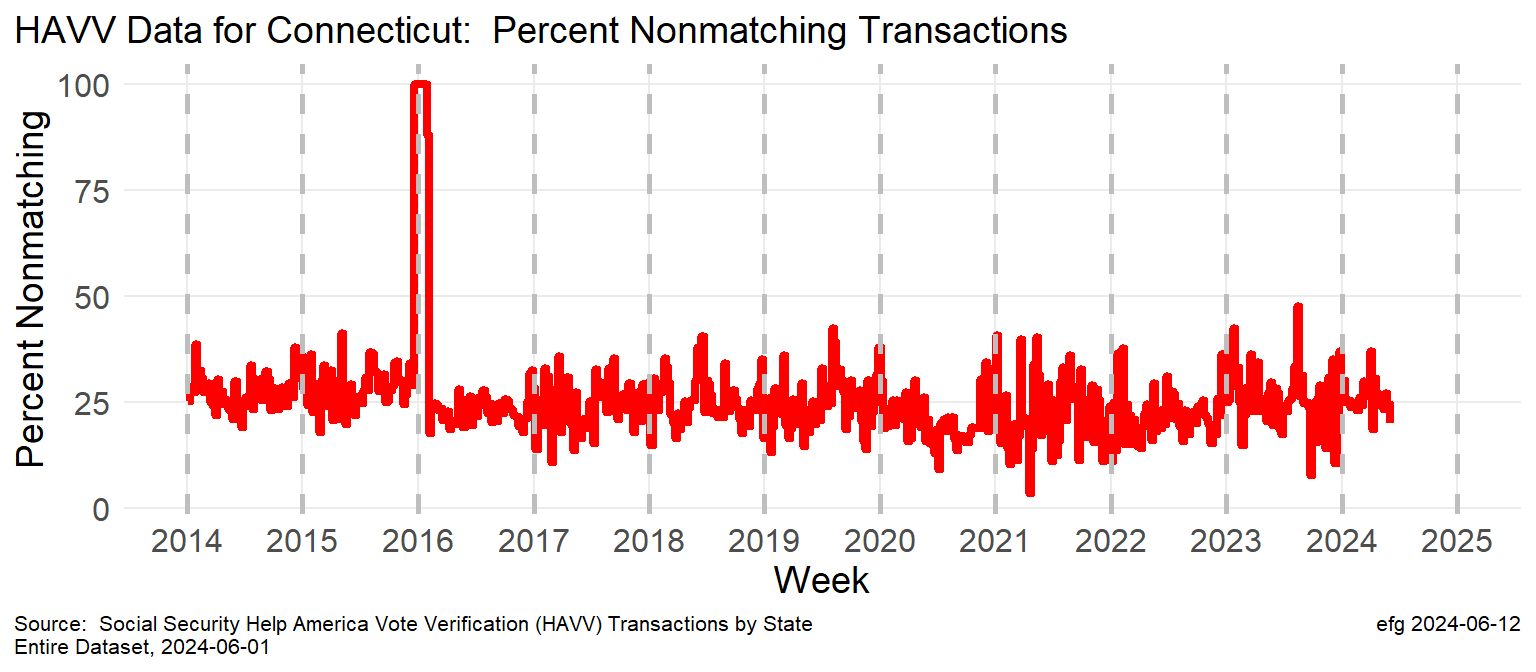 HAVV Data for Connecticut:  Percent Nonmatching Transactions
Percent Nonmatching
100
75
50
25
0
2014 2015 2016 2017 2018 2019 2020 2021 2022 2023 2024 2025
Week
Source:  Social Security Help America Vote Verification (HAVV) Transactions by State
Entire Dataset, 2024-06-01
efg 2024-06-12